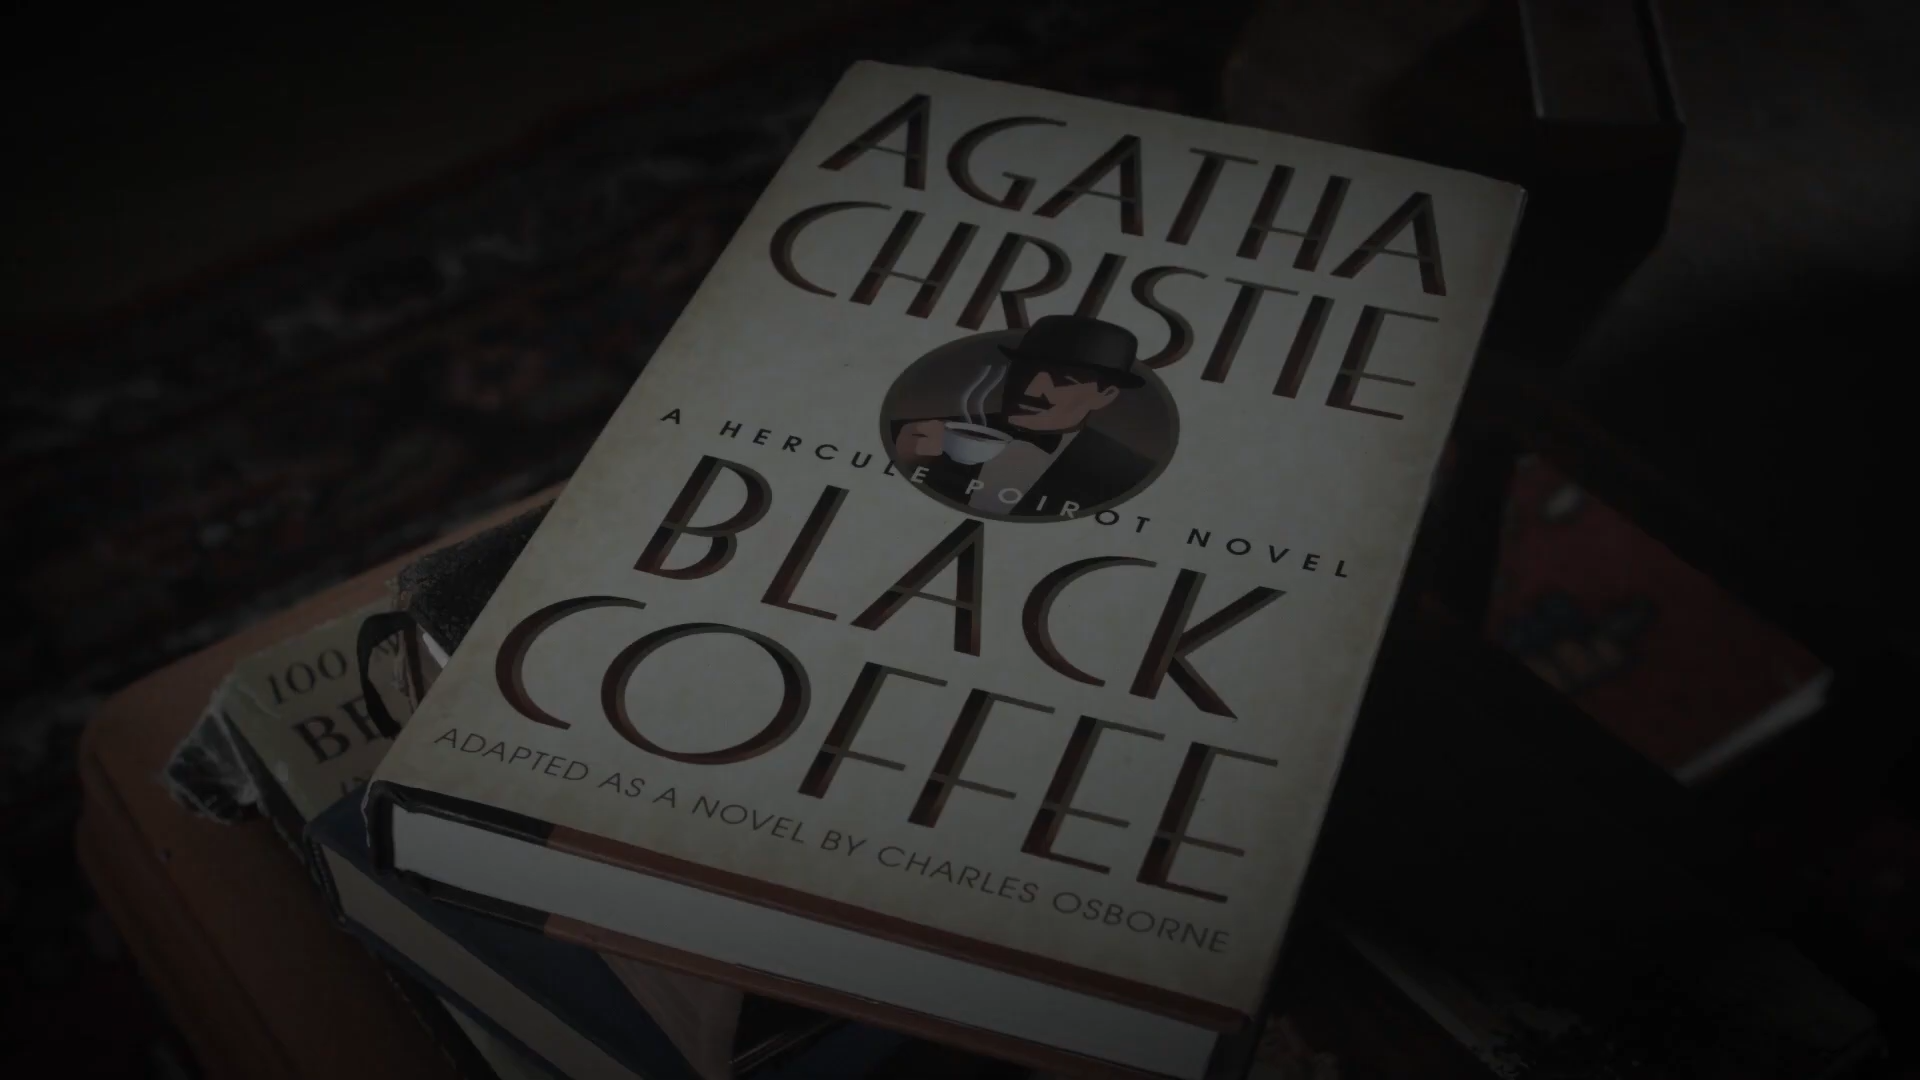 AGATHA
CHRISTIE
A HERCULE POIROT NOVEL
BLACK
COFFEE
ADAPTED AS A NOVEL BY CHARLES OSBORNE
100